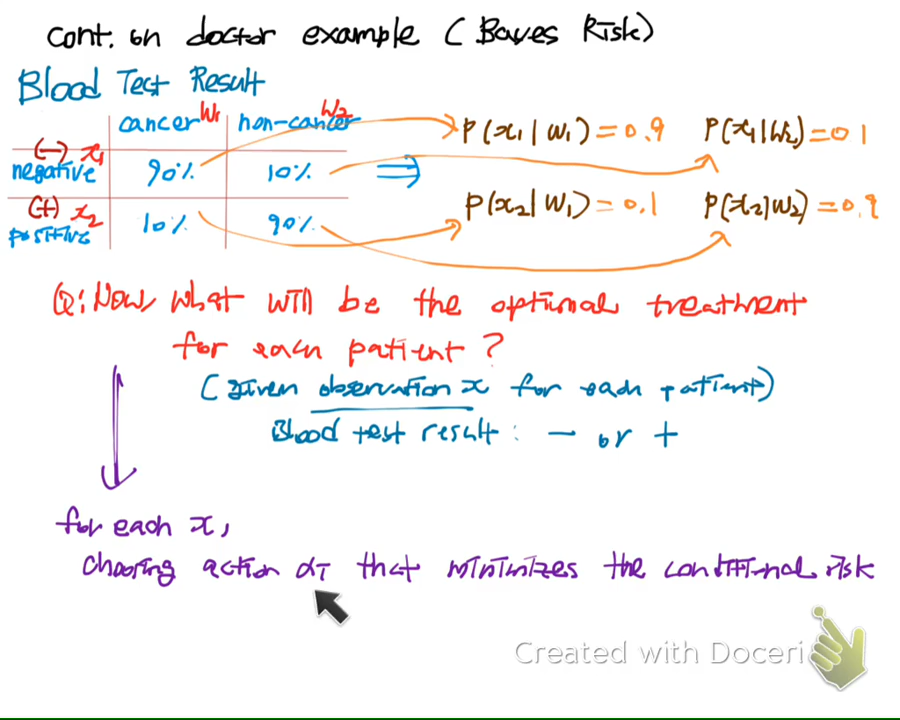 cont. on doctor example (Bayes Risk)
Blood Test Result
cancer W₁ non-cancer W₂
(-) x₁ negative 90% 10% ⇒ P(x₁|W₁)=0.9 P(x₁|W₂)=0.1
(+) x₂ positive 10% 90% P(x₂|W₁)=0.1 P(x₂|W₂)=0.9
Q: Now, what will be the optimal treatment
for each patient?
(given observation x for each patient)
Blood test result: - or +
for each x,
choosing action αi that minimizes the conditional risk
Created with Doceri